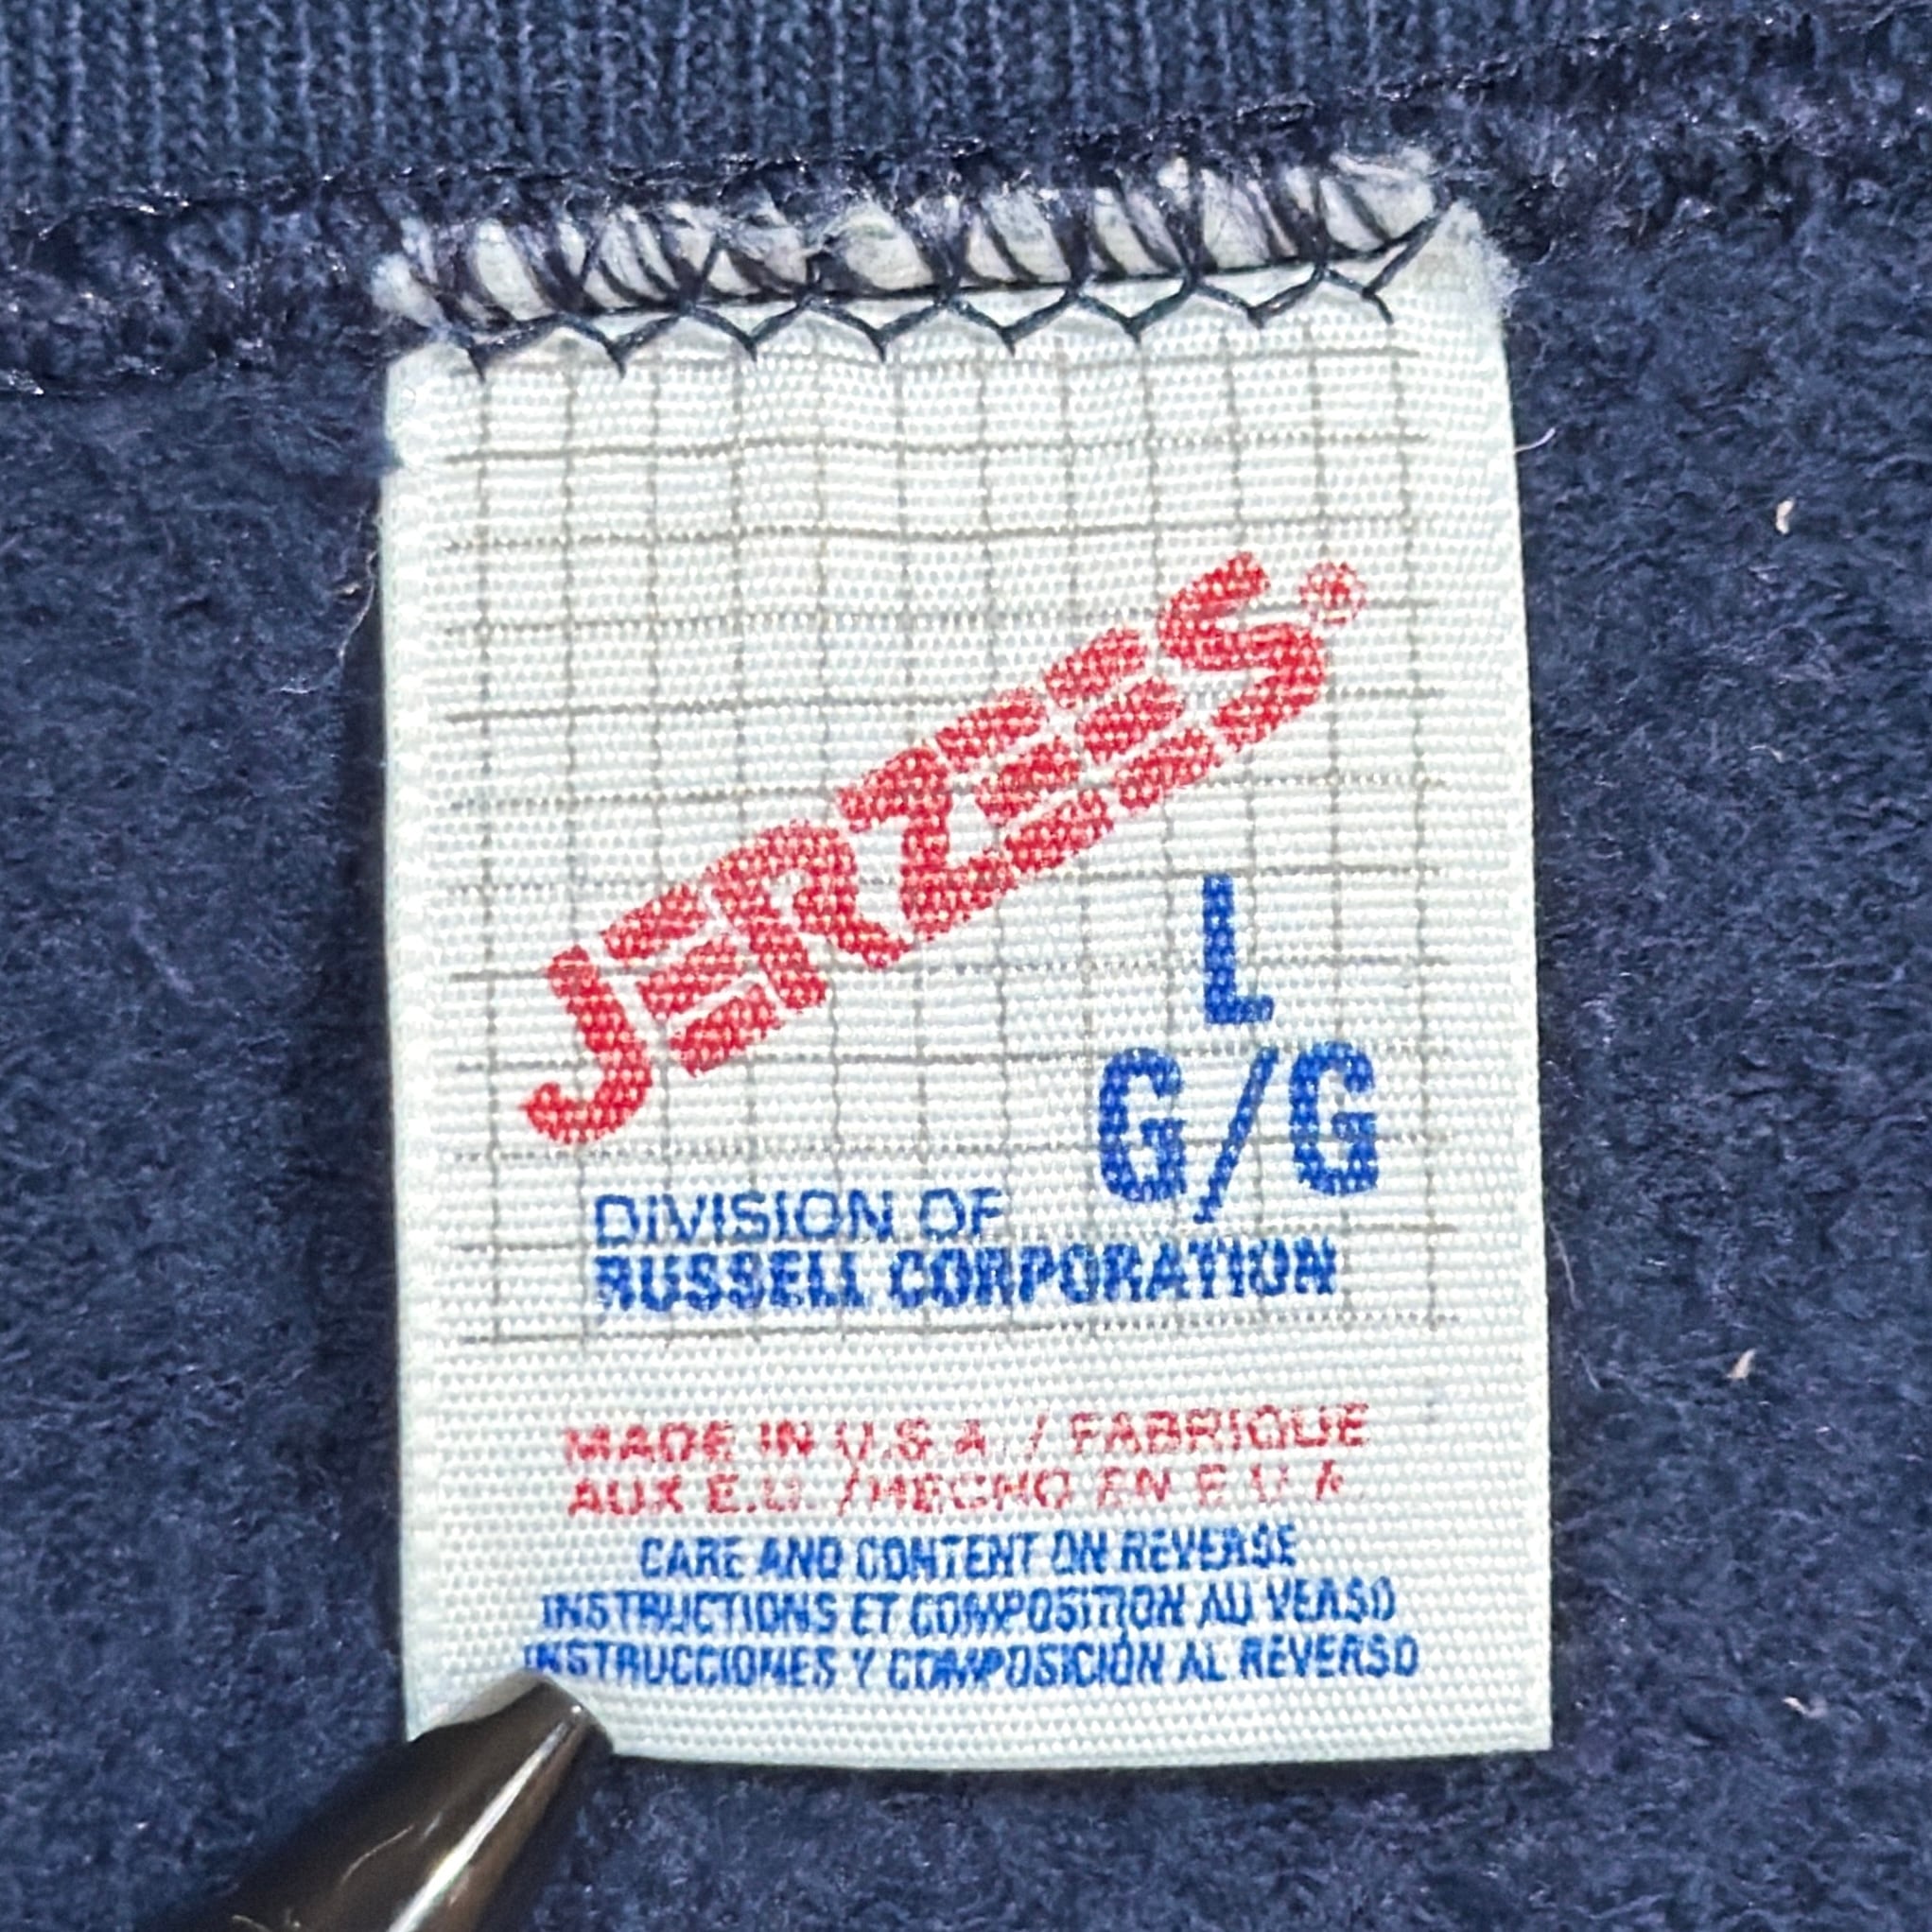 JERZEES®
L
G/G
DIVISION OF
RUSSELL CORPORATION
MADE IN U.S.A. / FABRIQUE
AUX E.U. / HECHO EN E.U.A.
CARE AND CONTENT ON REVERSE
INSTRUCTIONS ET COMPOSITION AU VERSO
INSTRUCCIONES Y COMPOSICIÓN AL REVERSO